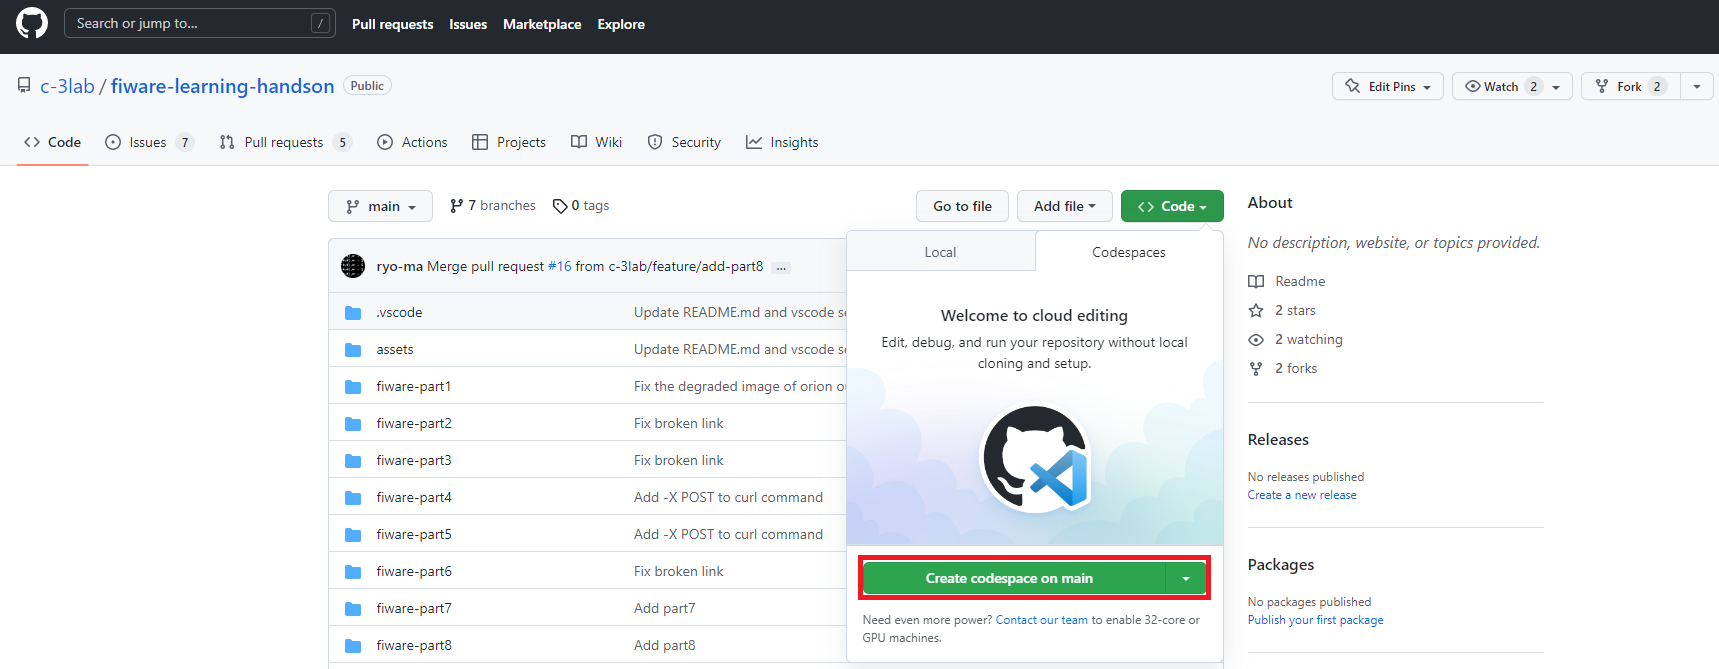 Search or jump to... /
Pull requests Issues Marketplace Explore
c-3lab / fiware-learning-handson Public
Edit Pins Watch 2 Fork 2
Code Issues 7 Pull requests 5 Actions Projects Wiki Security Insights
main 7 branches 0 tags
Go to file Add file Code
ryo-ma Merge pull request #16 from c-3lab/feature/add-part8 ...
.vscode Update README.md and vscode se
assets Update README.md and vscode se
fiware-part1 Fix the degraded image of orion o
fiware-part2 Fix broken link
fiware-part3 Fix broken link
fiware-part4 Add -X POST to curl command
fiware-part5 Add -X POST to curl command
fiware-part6 Fix broken link
fiware-part7 Add part7
fiware-part8 Add part8
Local Codespaces
Welcome to cloud editing
Edit, debug, and run your repository without local
cloning and setup.
Create codespace on main
Need even more power? Contact our team to enable 32-core or
GPU machines.
About
No description, website, or topics provided.
Readme
2 stars
2 watching
2 forks
Releases
No releases published
Create a new release
Packages
No packages published
Publish your first package